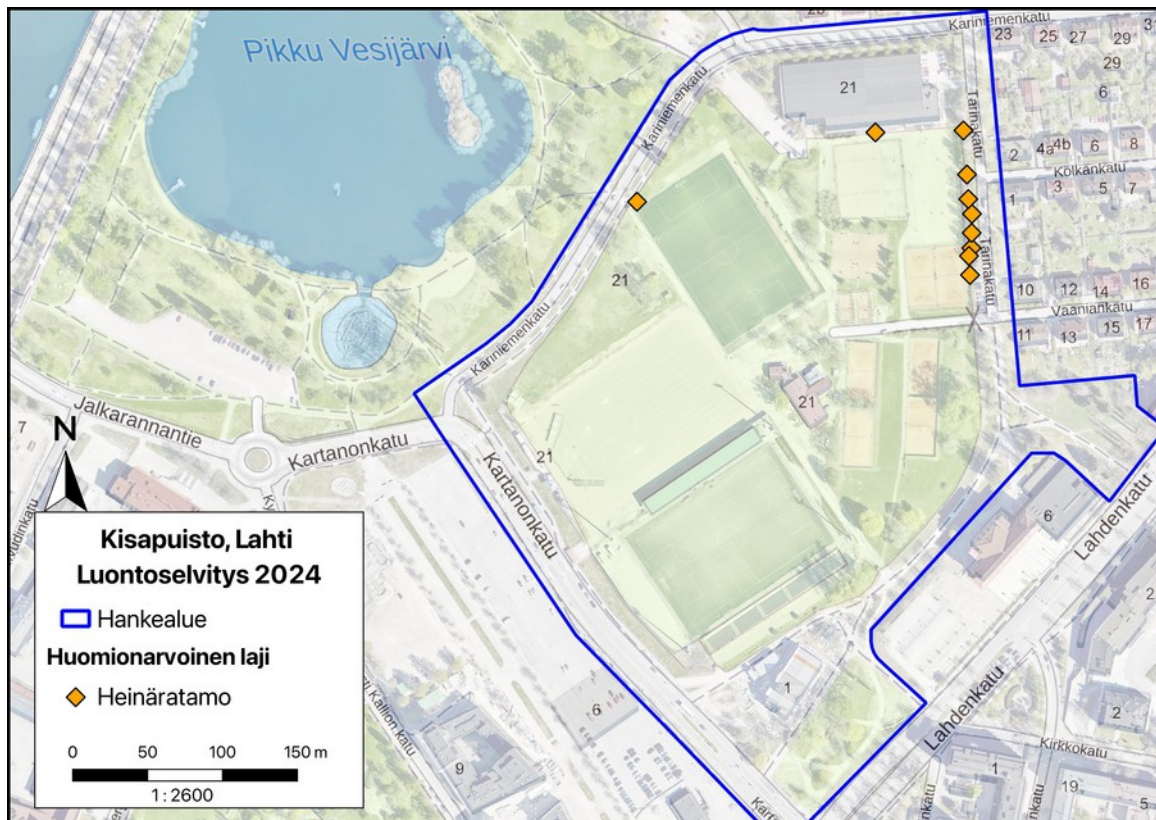 Pikku Vesijärvi
Kariniemenkatu
23
25
27
29
31
29
6
21
Kariniemenkatu
Tarinakatu
2
4a
4b
6
8
Kolkankatu
1
3
5
7
Tarinakatu
21
10
12
14
16
Vaaniankatu
11
13
15
17
Kariniemenkatu
21
Jalkarannantie
7
Kartanonkatu
21
Kartanonkatu
6
Lahdenkatu
N
Kisapuisto, Lahti
Luontoselvitys 2024
Hankealue
Huomionarvoinen laji
Heinäratamo
0 50 100 150 m
1 : 2600
2
1
6
9
Lahdenkatu
2
Kirkkokatu
1
19
5